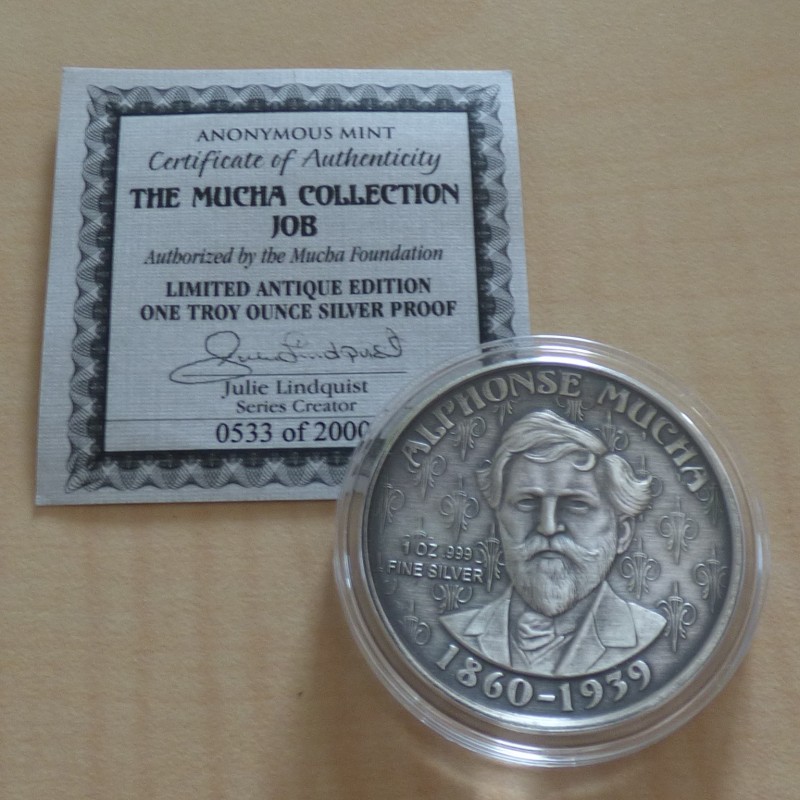 ANONYMOUS MINT
Certificate of Authenticity
THE MUCHA COLLECTION
JOB
Authorized by the Mucha Foundation
LIMITED ANTIQUE EDITION
ONE TROY OUNCE SILVER PROOF
Julie Lindquist
Julie Lindquist
Series Creator
0533 of 2000
ALPHONSE MUCHA
1 OZ .999
FINE SILVER
1860-1939